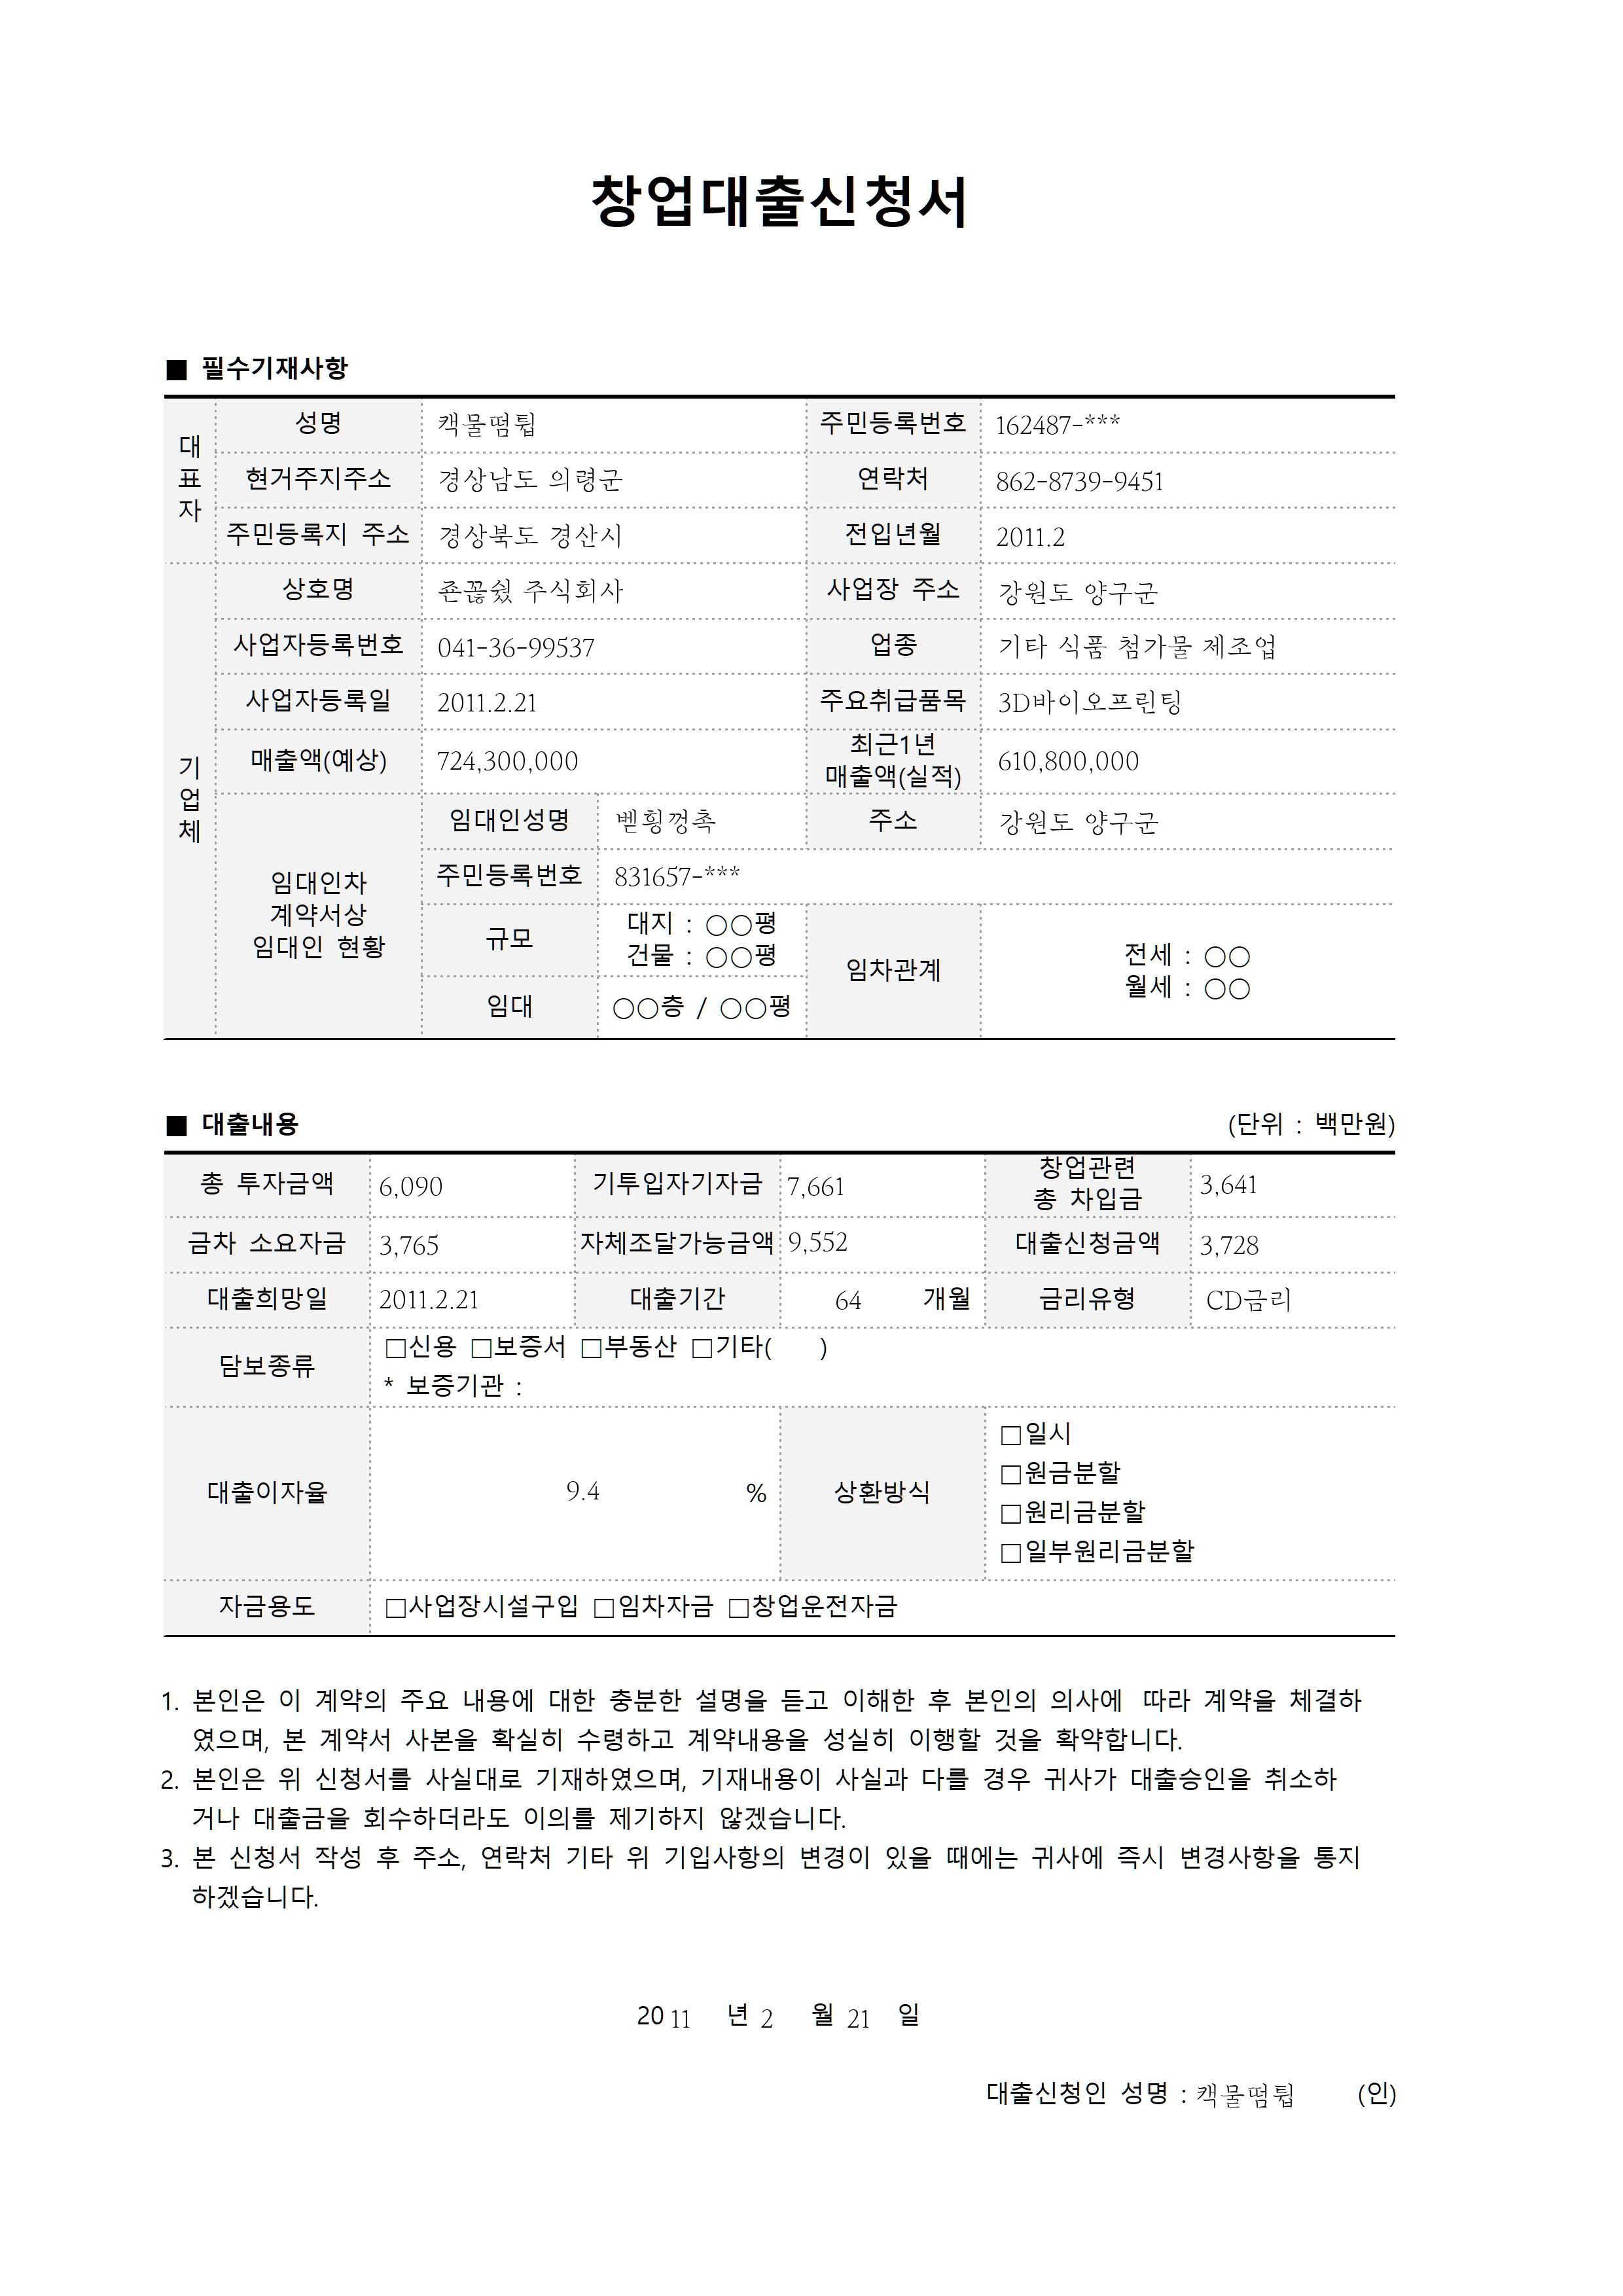 창업대출신청서
■ 필수기재사항
대표자
성명 캑물떰튑 주민등록번호 162487-***
현거주지주소 경상남도 의령군 연락처 862-8739-9451
주민등록지 주소 경상북도 경산시 전입년월 2011.2
기업체
상호명 죤꼻쉈 주식회사 사업장 주소 강원도 양구군
사업자등록번호 041-36-99537 업종 기타 식품 첨가물 제조업
사업자등록일 2011.2.21 주요취급품목 3D바이오프린팅
매출액(예상) 724,300,000 최근1년 매출액(실적) 610,800,000
임대인차
계약서상
임대인 현황
임대인성명 벧힁껑촉 주소 강원도 양구군
주민등록번호 831657-***
규모 대지 : ○○평
건물 : ○○평
임대 ○○층 / ○○평
임차관계 전세 : ○○
월세 : ○○
■ 대출내용 (단위 : 백만원)
총 투자금액 6,090 기투입자기자금 7,661 창업관련 총 차입금 3,641
금차 소요자금 3,765 자체조달가능금액 9,552 대출신청금액 3,728
대출희망일 2011.2.21 대출기간 64 개월 금리유형 CD금리
담보종류 □신용 □보증서 □부동산 □기타( )
* 보증기관 :
대출이자율 9.4 % 상환방식
□일시
□원금분할
□원리금분할
□일부원리금분할
자금용도 □사업장시설구입 □임차자금 □창업운전자금
1. 본인은 이 계약의 주요 내용에 대한 충분한 설명을 듣고 이해한 후 본인의 의사에 따라 계약을 체결하
였으며, 본 계약서 사본을 확실히 수령하고 계약내용을 성실히 이행할 것을 확약합니다.
2. 본인은 위 신청서를 사실대로 기재하였으며, 기재내용이 사실과 다를 경우 귀사가 대출승인을 취소하
거나 대출금을 회수하더라도 이의를 제기하지 않겠습니다.
3. 본 신청서 작성 후 주소, 연락처 기타 위 기입사항의 변경이 있을 때에는 귀사에 즉시 변경사항을 통지
하겠습니다.
20 11 년 2 월 21 일
대출신청인 성명 : 캑물떰튑 (인)